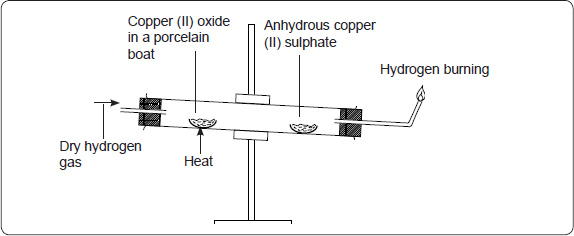 Copper (II) oxide
in a porcelain
boat
Anhydrous copper
(II) sulphate
Hydrogen burning
Dry hydrogen
gas
Heat